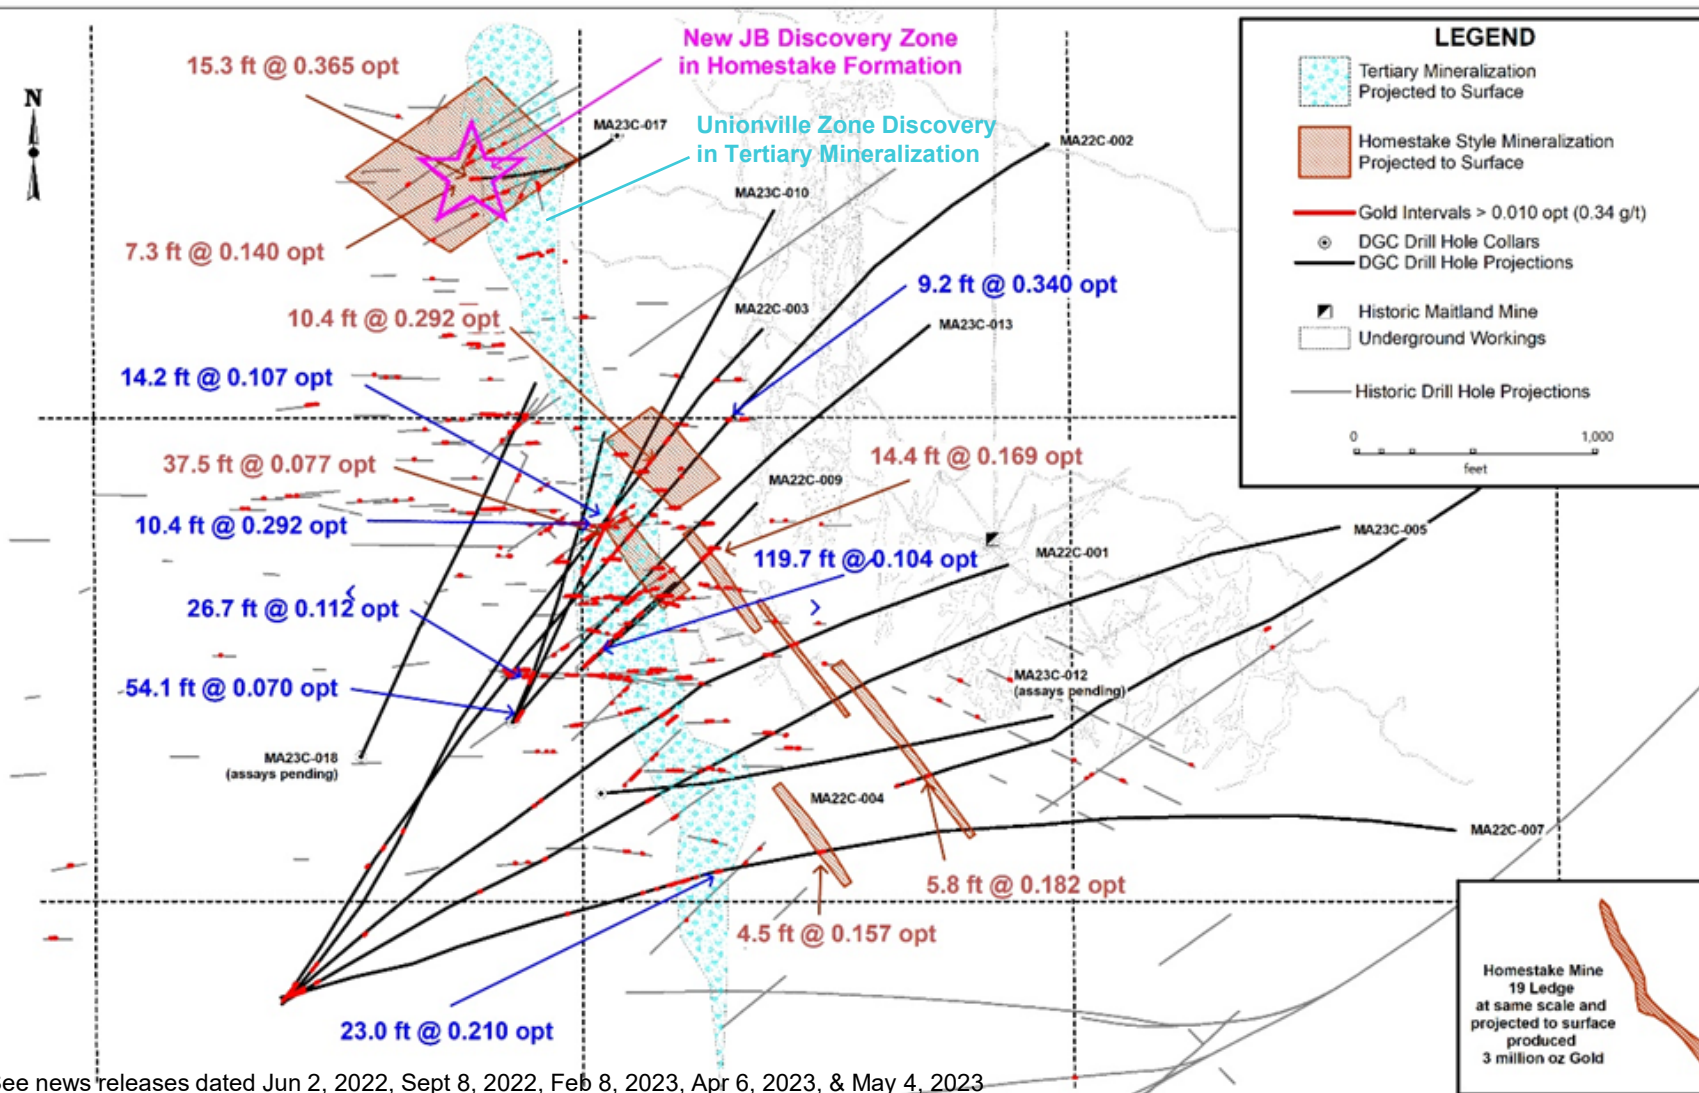 New JB Discovery Zone
in Homestake Formation
15.3 ft @ 0.365 opt
N
MA23C-017
Unionville Zone Discovery
in Tertiary Mineralization
MA22C-002
MA23C-010
7.3 ft @ 0.140 opt
9.2 ft @ 0.340 opt
MA22C-003
10.4 ft @ 0.292 opt
MA23C-013
14.2 ft @ 0.107 opt
37.5 ft @ 0.077 opt
14.4 ft @ 0.169 opt
MA22C-009
10.4 ft @ 0.292 opt
MA23C-005
MA22C-001
119.7 ft @ 0.104 opt
26.7 ft @ 0.112 opt
54.1 ft @ 0.070 opt
MA23C-012
(assays pending)
MA23C-018
(assays pending)
MA22C-004
MA22C-007
5.8 ft @ 0.182 opt
4.5 ft @ 0.157 opt
23.0 ft @ 0.210 opt
LEGEND
Tertiary Mineralization
Projected to Surface
Homestake Style Mineralization
Projected to Surface
Gold Intervals > 0.010 opt (0.34 g/t)
DGC Drill Hole Collars
DGC Drill Hole Projections
Historic Maitland Mine
Underground Workings
Historic Drill Hole Projections
0 1,000
feet
Homestake Mine
19 Ledge
at same scale and
projected to surface
produced
3 million oz Gold
See news releases dated Jun 2, 2022, Sept 8, 2022, Feb 8, 2023, Apr 6, 2023, & May 4, 2023